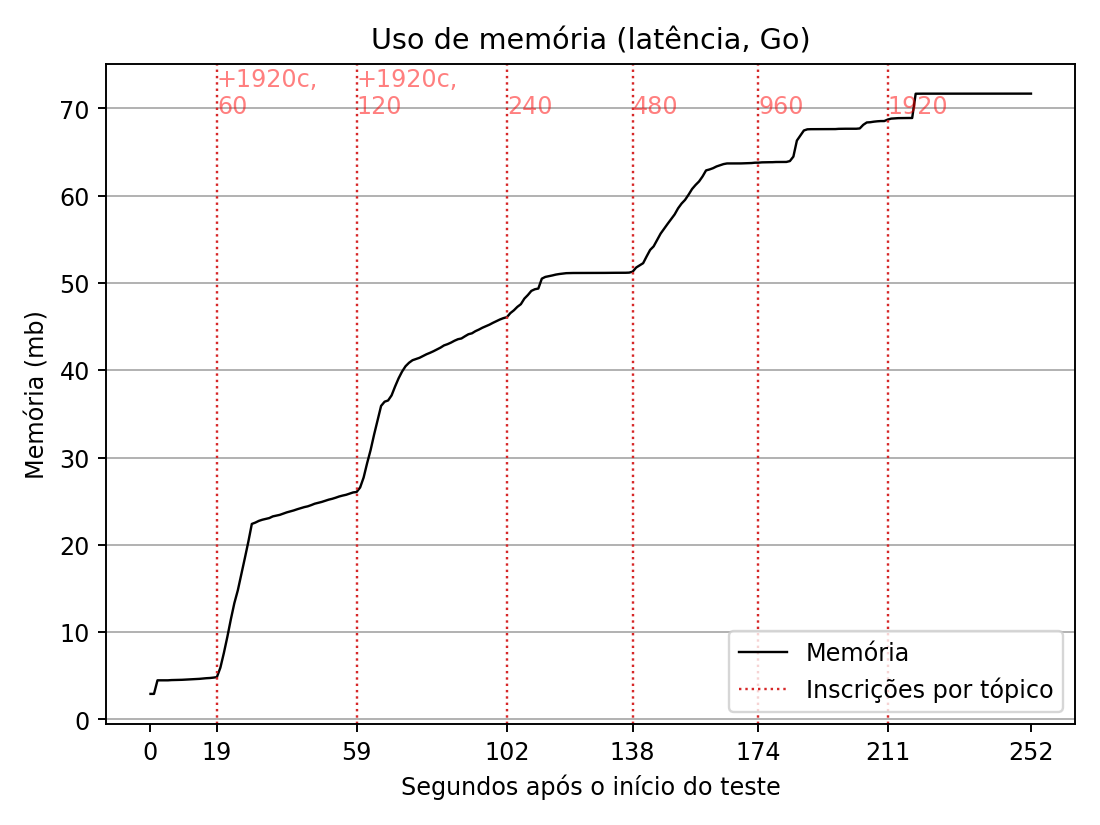 Uso de memória (latência, Go)
+1920c,
60
+1920c,
120
240
480
960
1920
70
60
50
40
30
20
10
0
Memória (mb)
Memória
Inscrições por tópico
0 19 59 102 138 174 211 252
Segundos após o início do teste